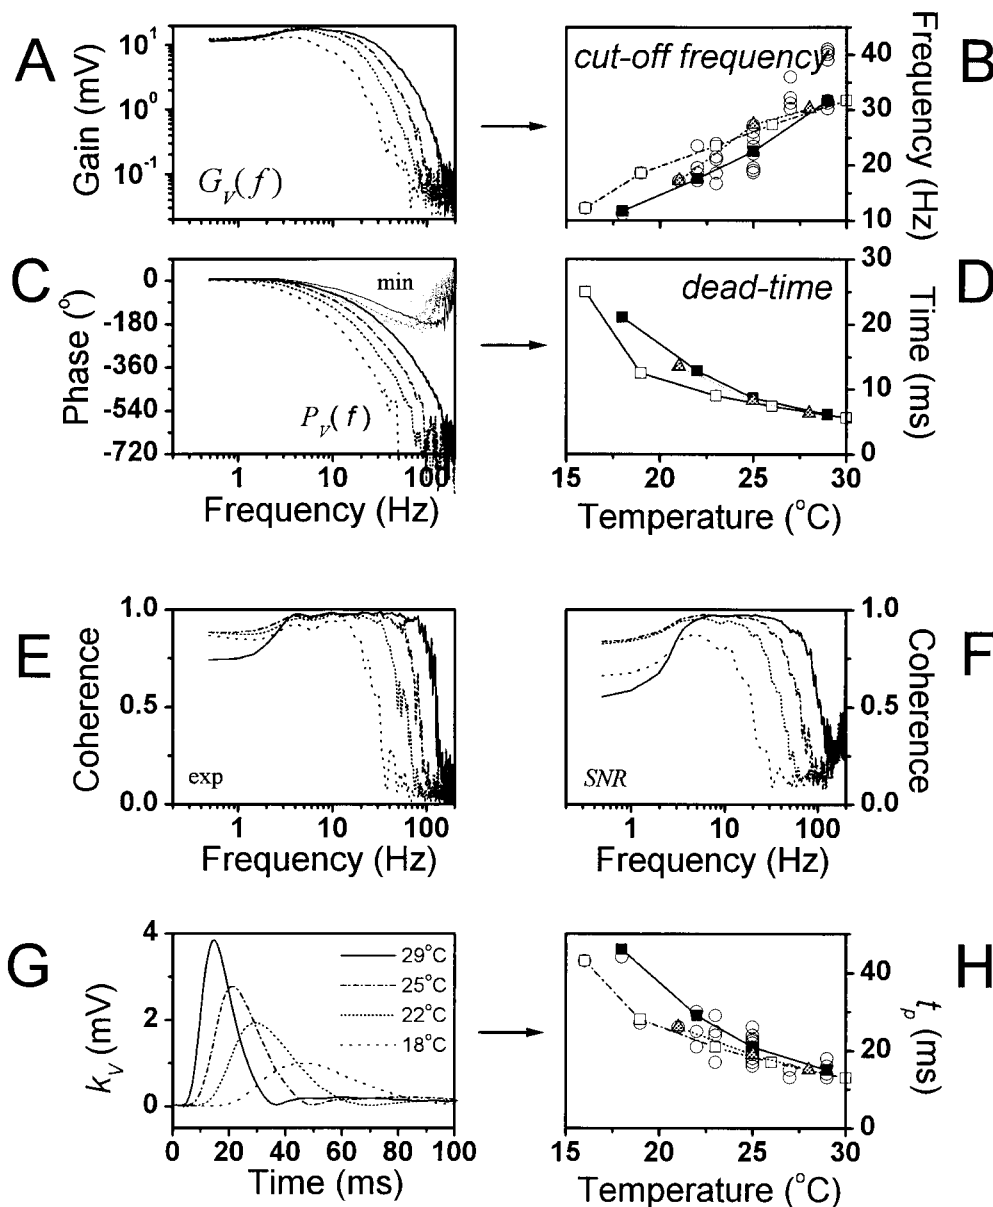 A
Gain (mV)
10¹
10⁰
10⁻¹
G_V(f)
cut-off frequency
B
Frequency (Hz)
40
30
20
10
C
Phase (°)
0
-180
-360
-540
-720
min
P_V(f)
1
10
100
Frequency (Hz)
dead-time
D
Time (ms)
30
20
10
0
15
20
25
30
Temperature (°C)
E
Coherence
1.0
0.5
0.0
exp
1
10
100
Frequency (Hz)
F
Coherence
1.0
0.5
0.0
SNR
1
10
100
Frequency (Hz)
G
k_V (mV)
4
2
0
29°C
25°C
22°C
18°C
0
20
40
60
80
100
Time (ms)
H
t_p (ms)
40
20
0
15
20
25
30
Temperature (°C)